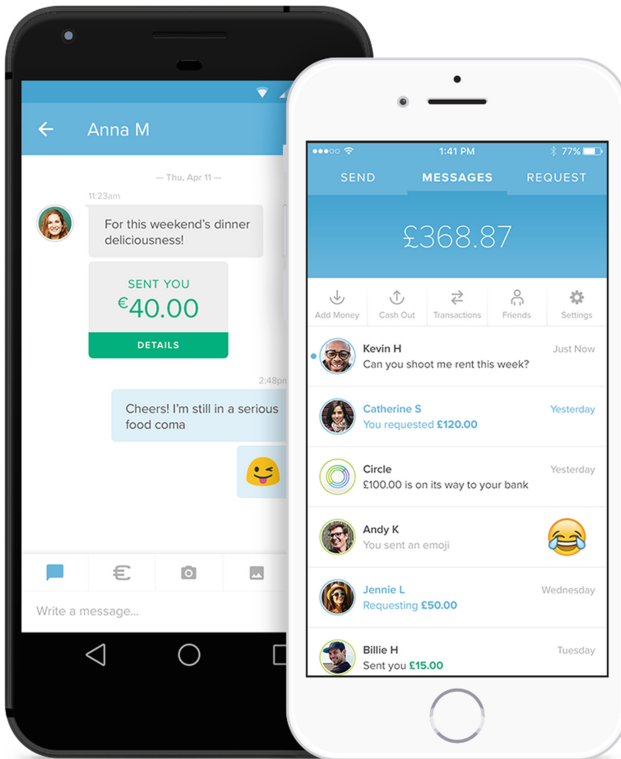 Anna M
— Thu, Apr 11 —
11:23am
For this weekend's dinner
deliciousness!
SENT YOU
€40.00
DETAILS
2:48pm
Cheers! I'm still in a serious
food coma
€
Write a message...
1:41 PM
77%
SEND MESSAGES REQUEST
£368.87
Add Money Cash Out Transactions Friends Settings
Kevin H Just Now
Can you shoot me rent this week?
Catherine S Yesterday
You requested £120.00
Circle Yesterday
£100.00 is on its way to your bank
Andy K
You sent an emoji
Jennie L Wednesday
Requesting £50.00
Billie H Tuesday
Sent you £15.00